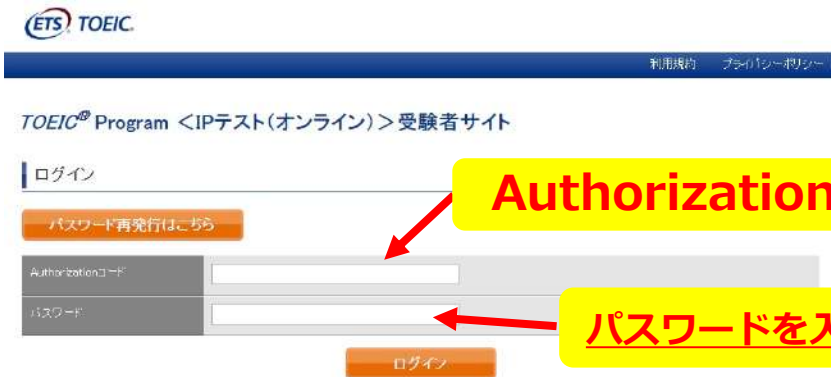 ETS TOEIC.
利用規約 プライバシーポリシー
TOEIC® Program <IPテスト(オンライン)>受験者サイト
ログイン
Authorization
パスワード再発行はこちら
Authorizationコード
パスワード
パスワードを入
ログイン